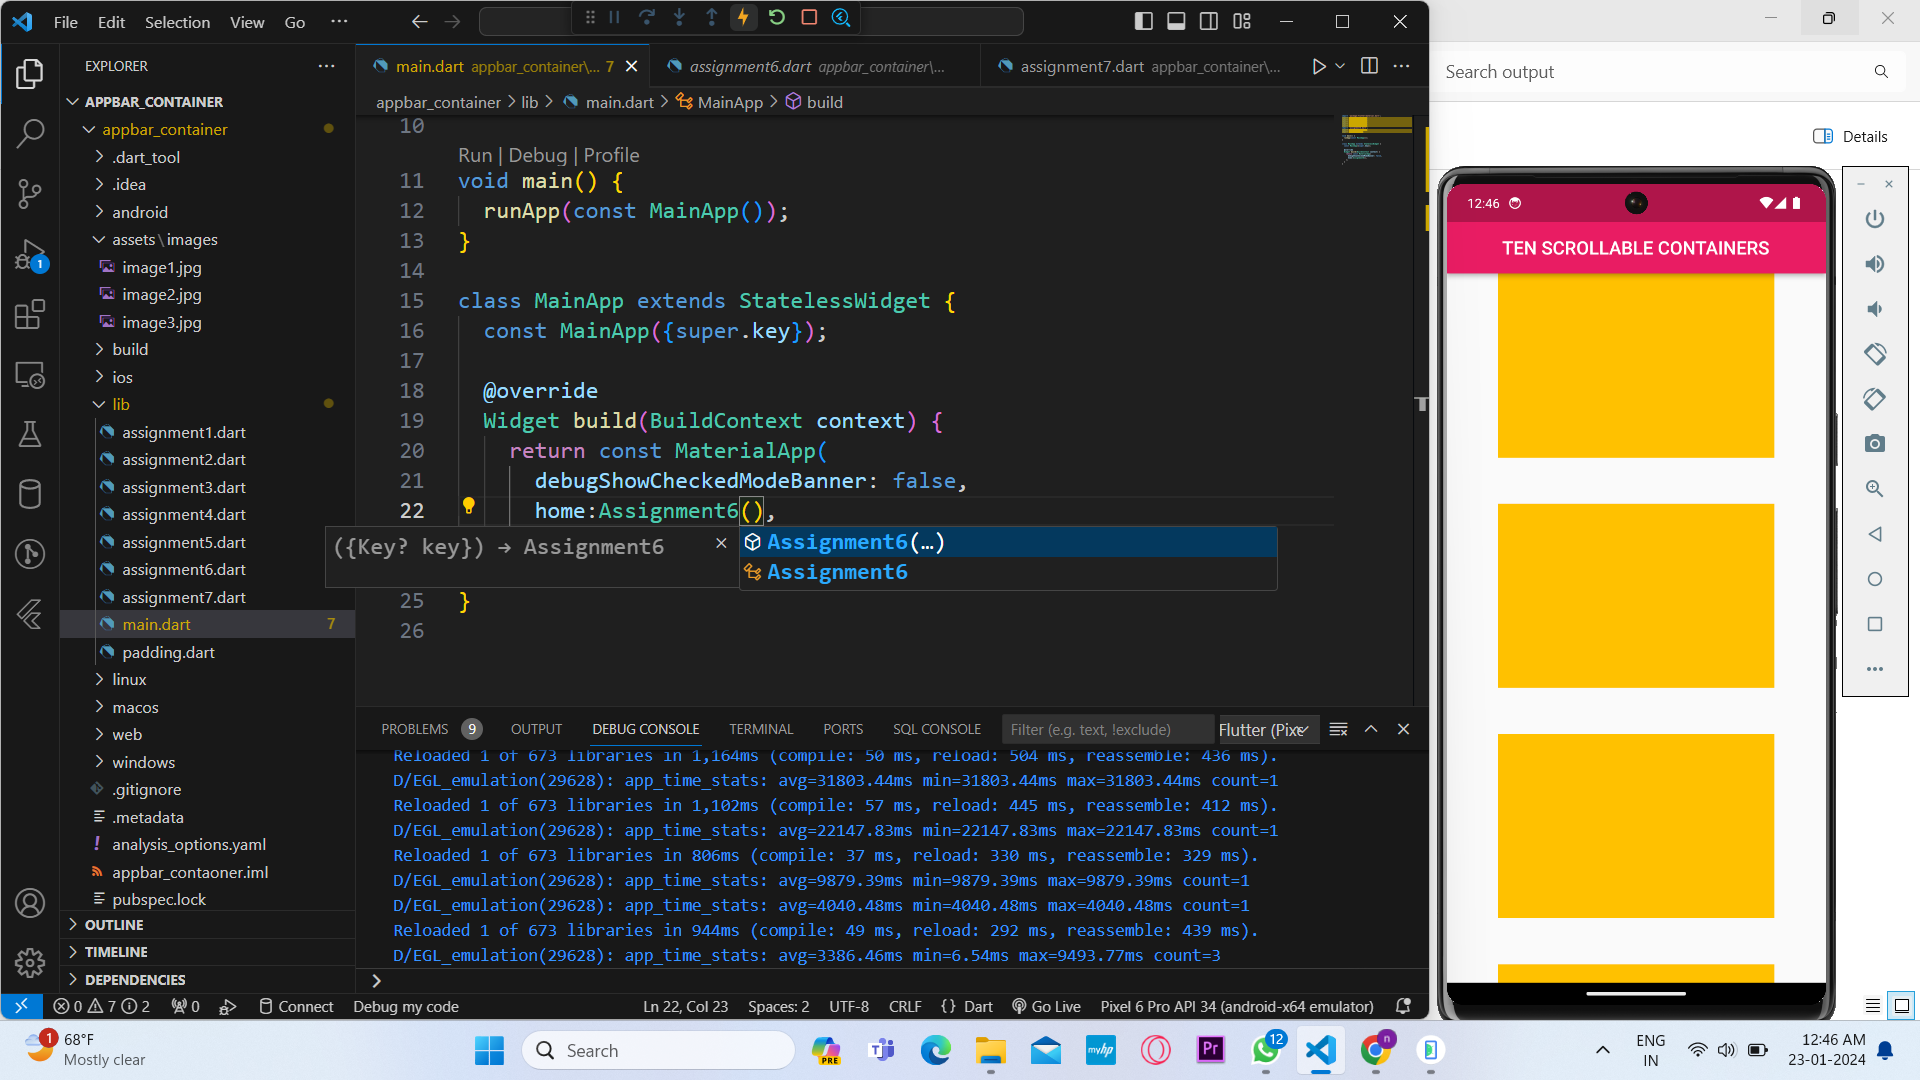 File Edit Selection View Go ···
EXPLORER
APPBAR_CONTAINER
appbar_container
.dart_tool
.idea
android
assets\images
image1.jpg
image2.jpg
image3.jpg
build
ios
lib
assignment1.dart
assignment2.dart
assignment3.dart
assignment4.dart
assignment5.dart
assignment6.dart
assignment7.dart
main.dart 7
padding.dart
linux
macos
web
windows
.gitignore
.metadata
analysis_options.yaml
appbar_contaoner.iml
pubspec.lock
OUTLINE
TIMELINE
DEPENDENCIES
1
main.dart appbar_container\... 7
assignment6.dart appbar_container\...
assignment7.dart appbar_container\...
appbar_container > lib > main.dart > MainApp > build
10
Run | Debug | Profile
11 void main() {
12 runApp(const MainApp());
13 }
14
15 class MainApp extends StatelessWidget {
16 const MainApp({super.key});
17
18 @override
19 Widget build(BuildContext context) {
20 return const MaterialApp(
21 debugShowCheckedModeBanner: false,
22 home:Assignment6(),
({Key? key}) → Assignment6
Assignment6(…)
Assignment6
25 }
26
PROBLEMS 9 OUTPUT DEBUG CONSOLE TERMINAL PORTS SQL CONSOLE Filter (e.g. text, !exclude) Flutter (Pixe
Reloaded 1 of 673 libraries in 1,164ms (compile: 50 ms, reload: 504 ms, reassemble: 436 ms).
D/EGL_emulation(29628): app_time_stats: avg=31803.44ms min=31803.44ms max=31803.44ms count=1
Reloaded 1 of 673 libraries in 1,102ms (compile: 57 ms, reload: 445 ms, reassemble: 412 ms).
D/EGL_emulation(29628): app_time_stats: avg=22147.83ms min=22147.83ms max=22147.83ms count=1
Reloaded 1 of 673 libraries in 806ms (compile: 37 ms, reload: 330 ms, reassemble: 329 ms).
D/EGL_emulation(29628): app_time_stats: avg=9879.39ms min=9879.39ms max=9879.39ms count=1
D/EGL_emulation(29628): app_time_stats: avg=4040.48ms min=4040.48ms max=4040.48ms count=1
Reloaded 1 of 673 libraries in 944ms (compile: 49 ms, reload: 292 ms, reassemble: 439 ms).
D/EGL_emulation(29628): app_time_stats: avg=3386.46ms min=6.54ms max=9493.77ms count=3
>
0 7 2 0 Connect Debug my code Ln 22, Col 23 Spaces: 2 UTF-8 CRLF {} Dart Go Live Pixel 6 Pro API 34 (android-x64 emulator)
Search output
Details
12:46
TEN SCROLLABLE CONTAINERS
1
68°F
Mostly clear
Search
PRE
myhp
Pr
12
n
ENG
IN
12:46 AM
23-01-2024